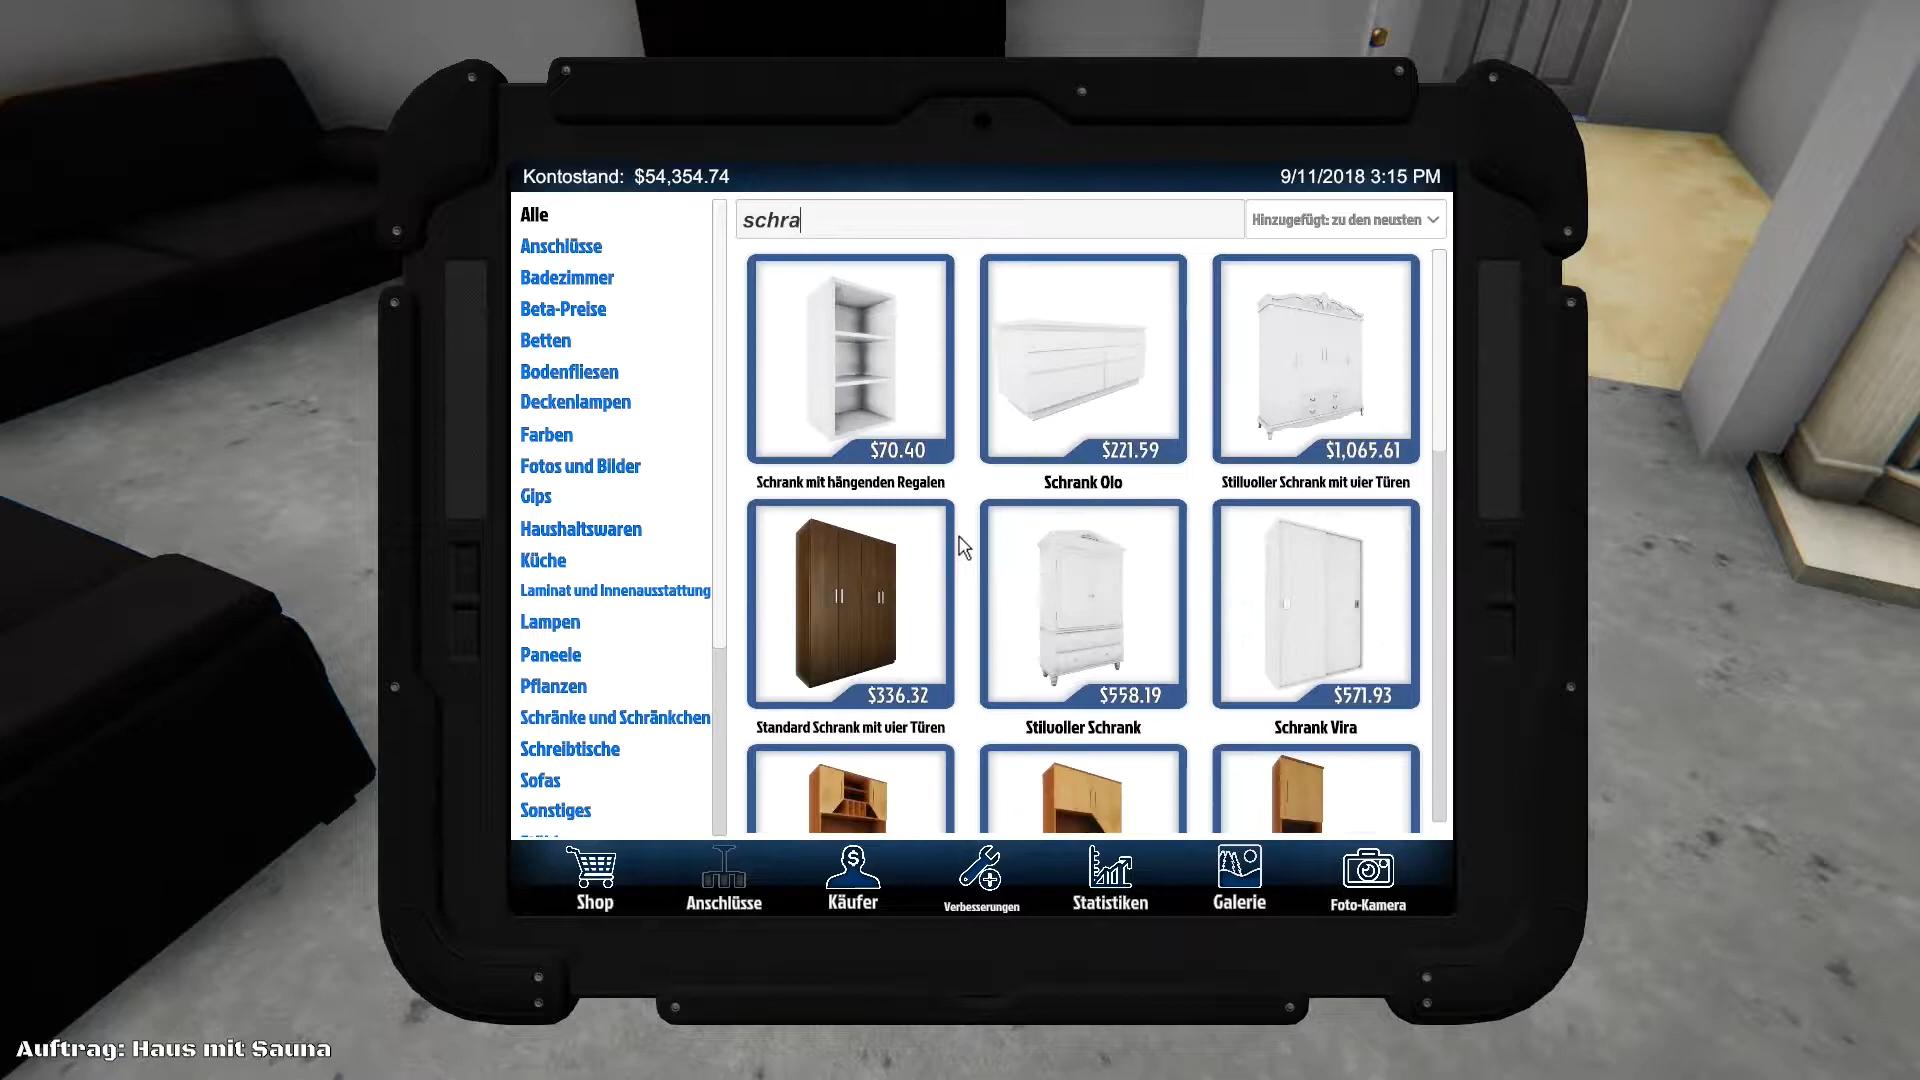 Kontostand: $54,354.74
9/11/2018 3:15 PM
Alle
Anschlüsse
Badezimmer
Beta-Preise
Betten
Bodenfliesen
Deckenlampen
Farben
Fotos und Bilder
Gips
Haushaltswaren
Küche
Laminat und Innenausstattung
Lampen
Paneele
Pflanzen
Schränke und Schränkchen
Schreibtische
Sofas
Sonstiges
schra
Hinzugefügt: zu den neusten
$70.40
$221.59
$1,065.61
Schrank mit hängenden Regalen
Schrank Olo
Stillvoller Schrank mit vier Türen
$336.32
$558.19
$571.93
Standard Schrank mit vier Türen
Stilvoller Schrank
Schrank Vira
Shop
Anschlüsse
Käufer
Verbesserungen
Statistiken
Galerie
Foto-Kamera
Auftrag: Haus mit Sauna